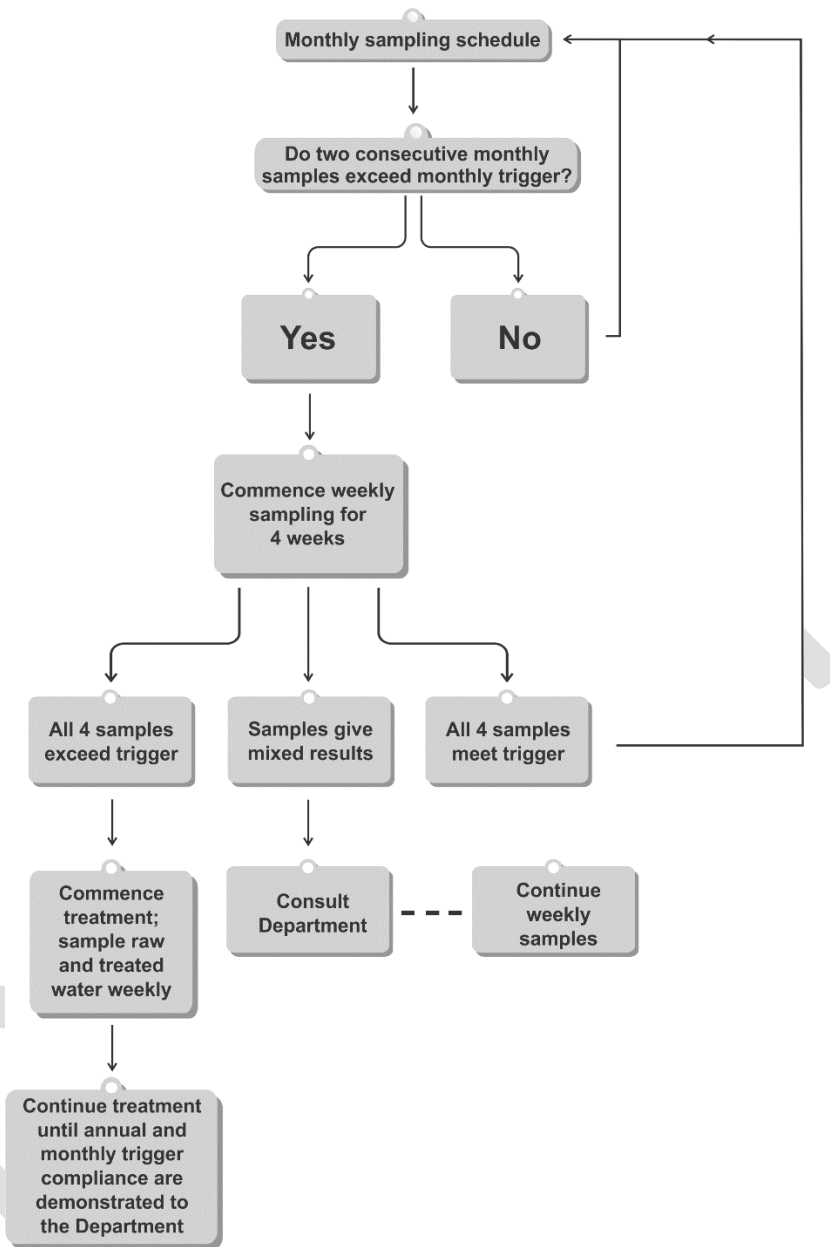 Monthly sampling schedule
Do two consecutive monthly
samples exceed monthly trigger?
Yes
No
Commence weekly
sampling for
4 weeks
All 4 samples
exceed trigger
Samples give
mixed results
All 4 samples
meet trigger
Commence
treatment;
sample raw
and treated
water weekly
Consult
Department
Continue
weekly
samples
Continue treatment
until annual and
monthly trigger
compliance are
demonstrated to
the Department